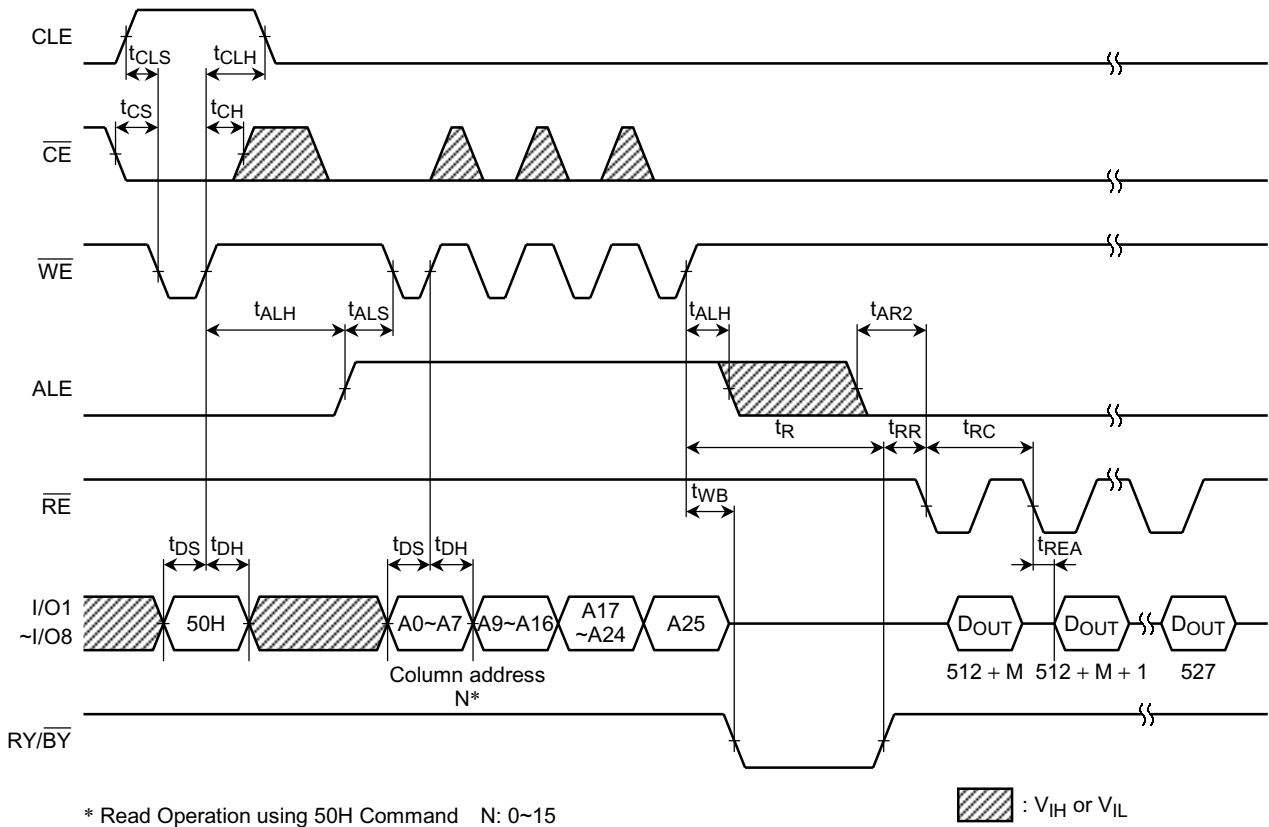 CLE
tCLS
tCLH
tCS
tCH
CE
WE
tALH
tALS
tALH
tAR2
ALE
tR
tRR
tRC
RE
tWB
tDS
tDH
tDS
tDH
tREA
I/O1
~I/O8
50H
A0~A7
A9~A16
A17
~A24
A25
DOUT
DOUT
DOUT
512 + M
512 + M + 1
527
Column address
N*
RY/BY
* Read Operation using 50H Command N: 0~15
: VIH or VIL